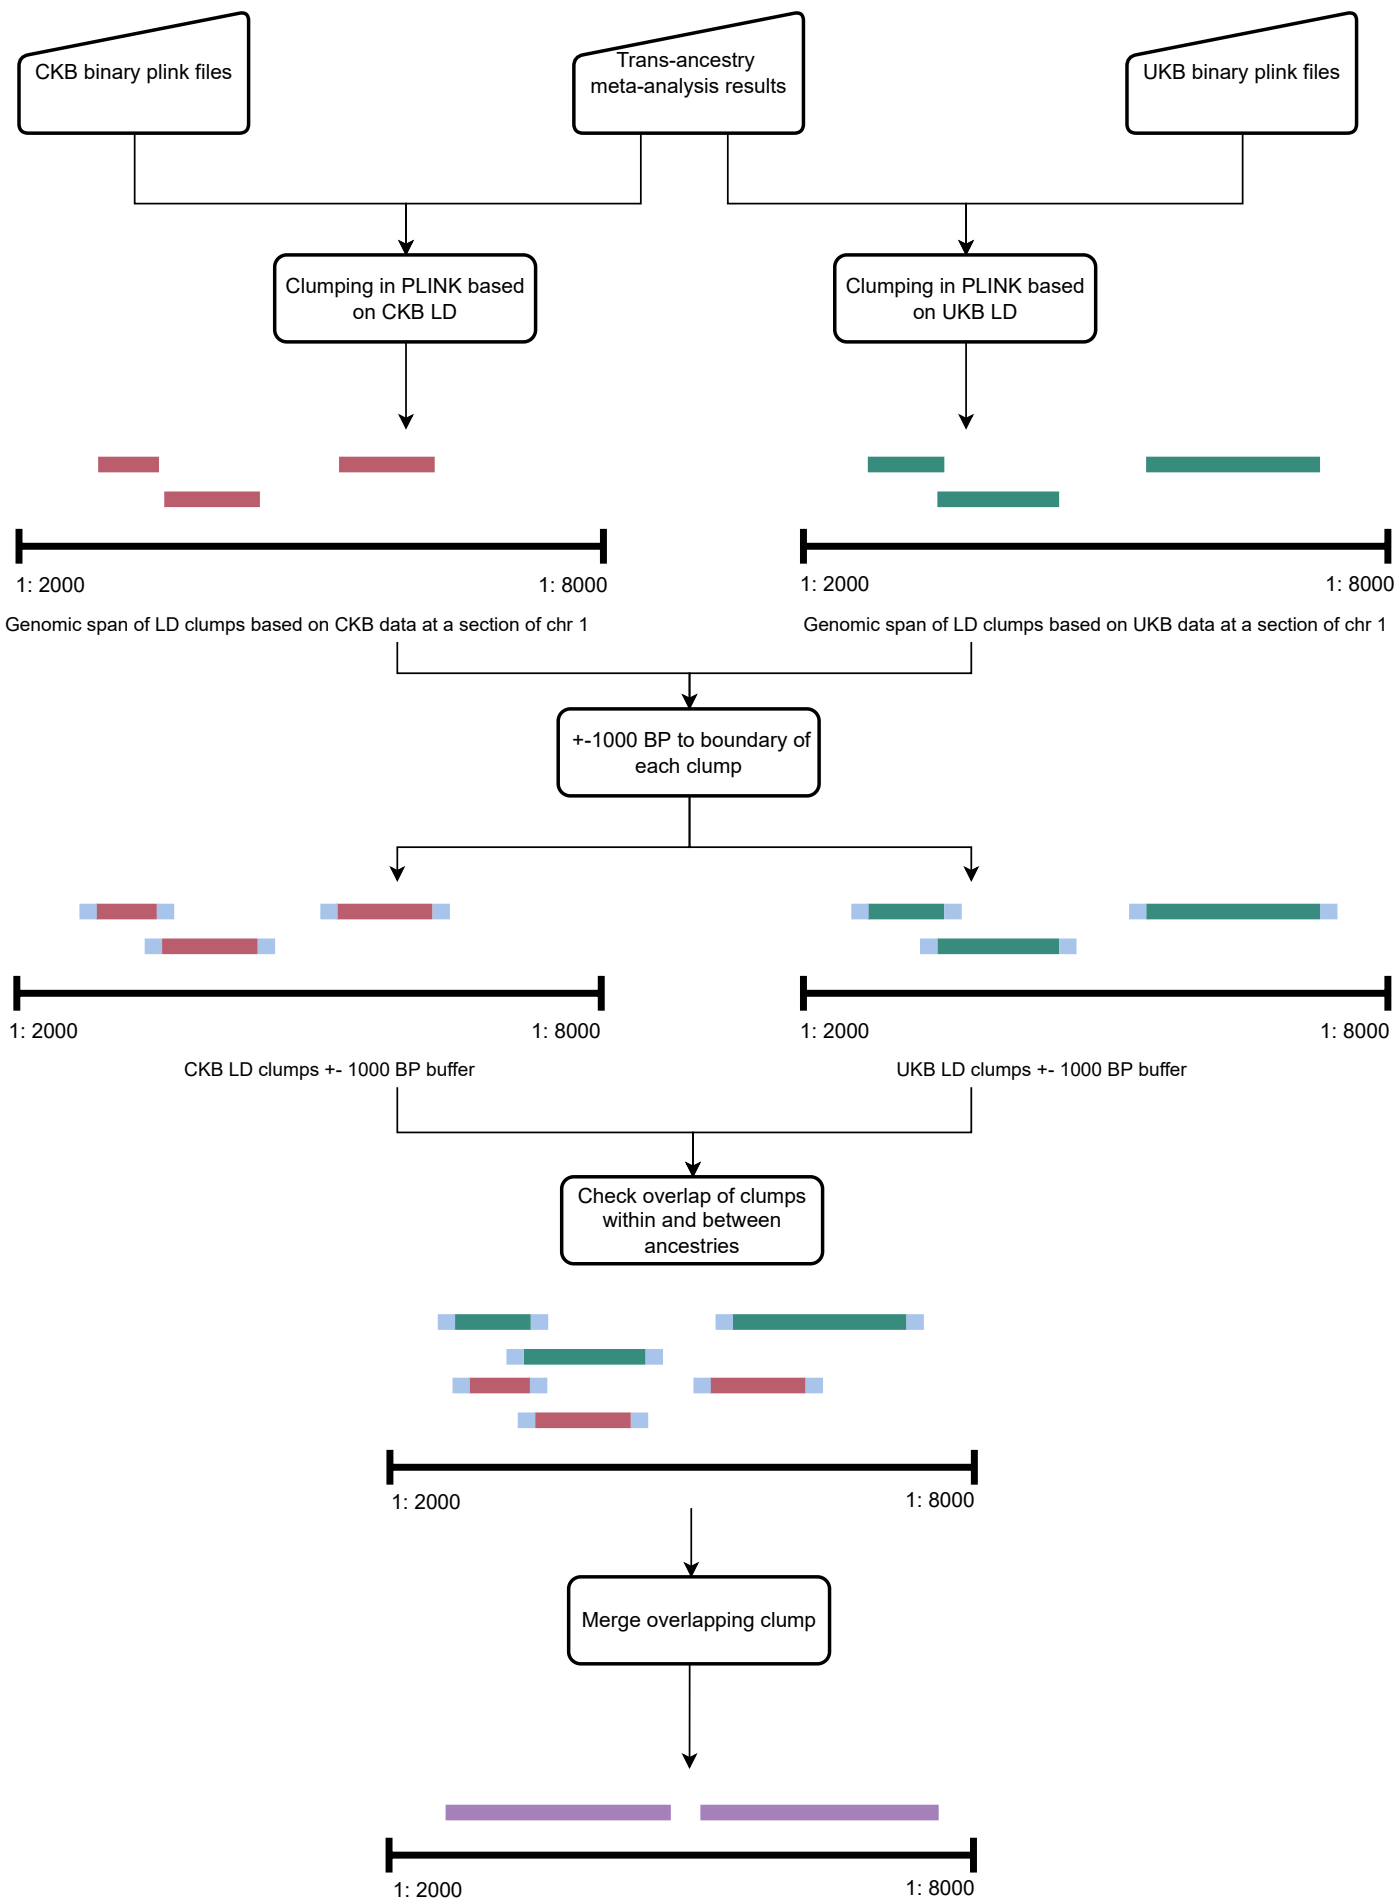 CKB binary plink files
Trans-ancestry
meta-analysis results
UKB binary plink files
Clumping in PLINK based
on CKB LD
Clumping in PLINK based
on UKB LD
1: 2000
1: 8000
1: 2000
1: 8000
Genomic span of LD clumps based on CKB data at a section of chr 1
Genomic span of LD clumps based on UKB data at a section of chr 1
+-1000 BP to boundary of
each clump
1: 2000
1: 8000
1: 2000
1: 8000
CKB LD clumps +- 1000 BP buffer
UKB LD clumps +- 1000 BP buffer
Check overlap of clumps
within and between
ancestries
1: 2000
1: 8000
Merge overlapping clump
1: 2000
1: 8000